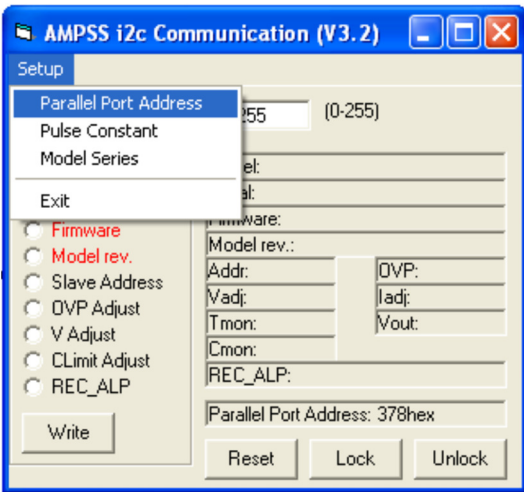 AMPSS i2c Communication (V3.2)
Setup
Parallel Port Address
Pulse Constant
Model Series
Exit
255 (0-255)
Firmware
Model rev.
Slave Address
OVP Adjust
V Adjust
CLimit Adjust
REC_ALP
Write
Firmware:
Model rev.:
Addr: OVP:
Vadj: Iadj:
Tmon: Vout:
Cmon:
REC_ALP:
Parallel Port Address: 378hex
Reset Lock Unlock